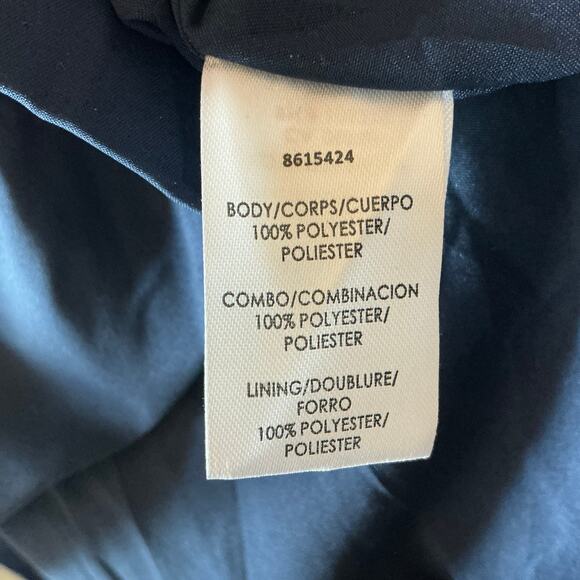 8615424
BODY/CORPS/CUERPO
100% POLYESTER/
POLIESTER
COMBO/COMBINACION
100% POLYESTER/
POLIESTER
LINING/DOUBLURE/
FORRO
100% POLYESTER/
POLIESTER